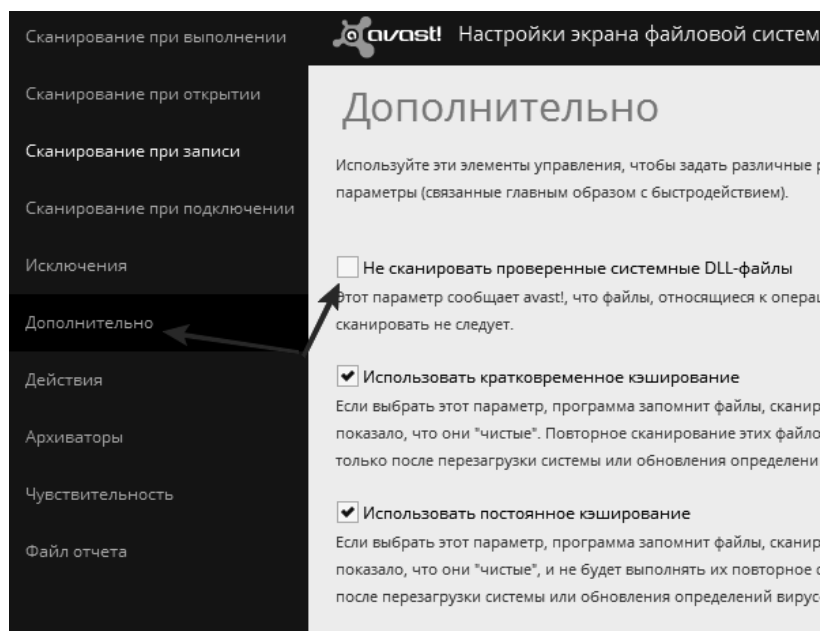 Сканирование при выполнении
Сканирование при открытии
Сканирование при записи
Сканирование при подключении
Исключения
Дополнительно
Действия
Архиваторы
Чувствительность
Файл отчета
avast! Настройки экрана файловой систем
Дополнительно
Используйте эти элементы управления, чтобы задать различные
параметры (связанные главным образом с быстродействием).
Не сканировать проверенные системные DLL-файлы
Этот параметр сообщает avast!, что файлы, относящиеся к опера
сканировать не следует.
Использовать кратковременное кэширование
Если выбрать этот параметр, программа запомнит файлы, сканир
показало, что они "чистые". Повторное сканирование этих файло
только после перезагрузки системы или обновления определени
Использовать постоянное кэширование
Если выбрать этот параметр, программа запомнит файлы, сканир
показало, что они "чистые", и не будет выполнять их повторное
после перезагрузки системы или обновления определений вирус